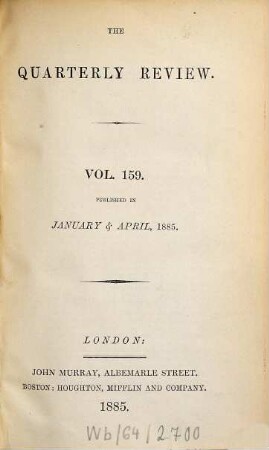 THE
QUARTERLY REVIEW.
VOL. 159.
PUBLISHED IN
JANUARY & APRIL, 1885.
LONDON:
JOHN MURRAY, ALBEMARLE STREET.
BOSTON: HOUGHTON, MIFFLIN AND COMPANY.
1885.
Wb/64/2700